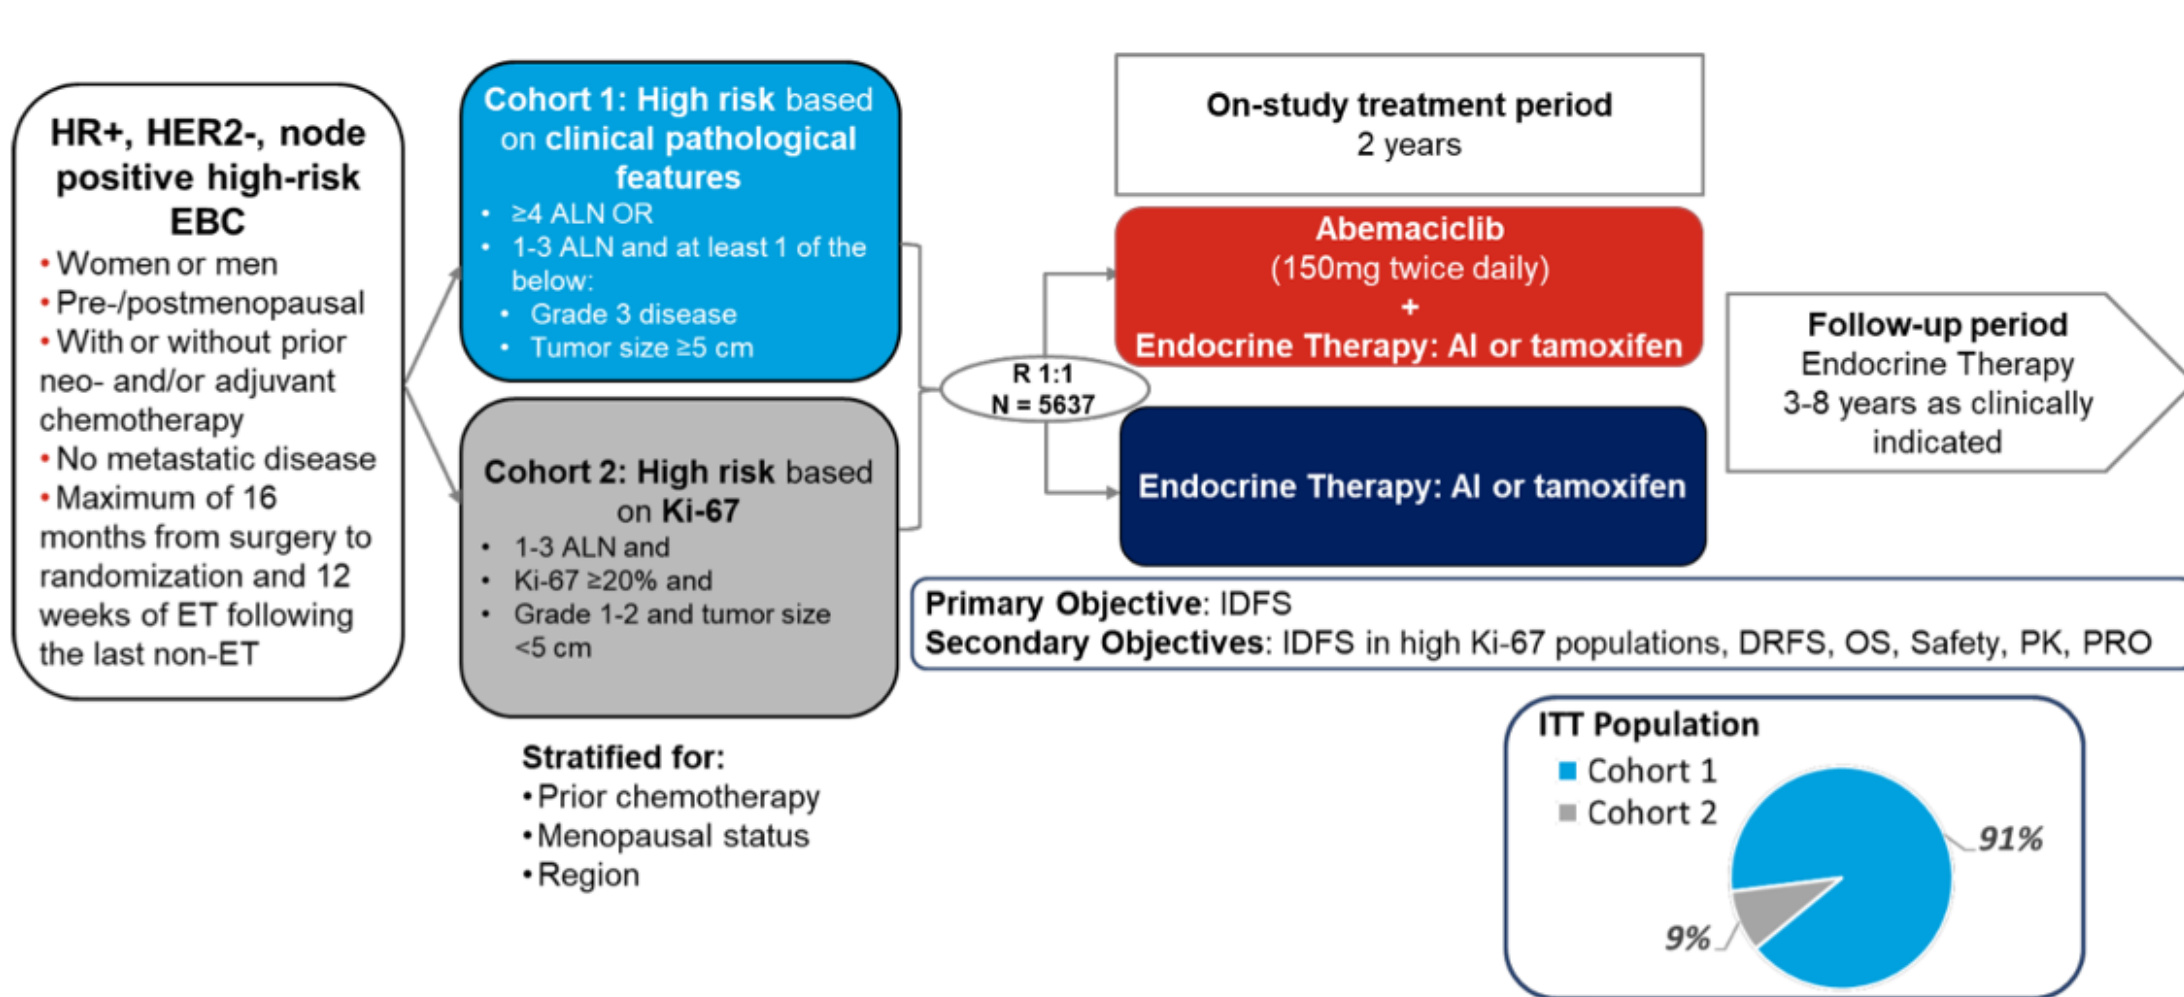 HR+, HER2-, node
positive high-risk
EBC
• Women or men
• Pre-/postmenopausal
• With or without prior
neo- and/or adjuvant
chemotherapy
• No metastatic disease
• Maximum of 16
months from surgery to
randomization and 12
weeks of ET following
the last non-ET
Cohort 1: High risk based
on clinical pathological
features
• ≥4 ALN OR
• 1-3 ALN and at least 1 of the
below:
• Grade 3 disease
• Tumor size ≥5 cm
Cohort 2: High risk based
on Ki-67
• 1-3 ALN and
• Ki-67 ≥20% and
• Grade 1-2 and tumor size
<5 cm
Stratified for:
• Prior chemotherapy
• Menopausal status
• Region
R 1:1
N = 5637
On-study treatment period
2 years
Abemaciclib
(150mg twice daily)
+
Endocrine Therapy: AI or tamoxifen
Endocrine Therapy: AI or tamoxifen
Follow-up period
Endocrine Therapy
3-8 years as clinically
indicated
Primary Objective: IDFS
Secondary Objectives: IDFS in high Ki-67 populations, DRFS, OS, Safety, PK, PRO
ITT Population
Cohort 1
Cohort 2
91%
9%